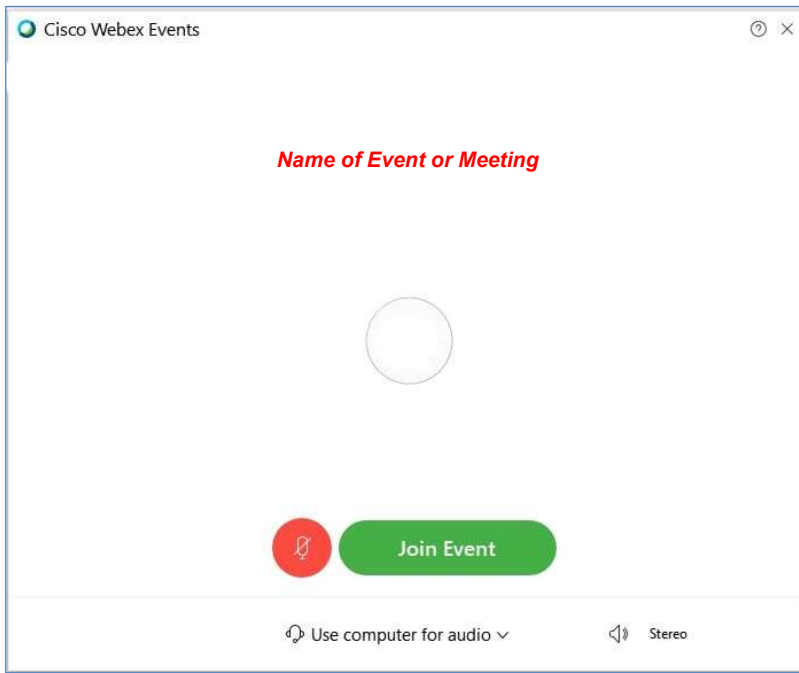 Cisco Webex Events
Name of Event or Meeting
Join Event
Use computer for audio
Stereo